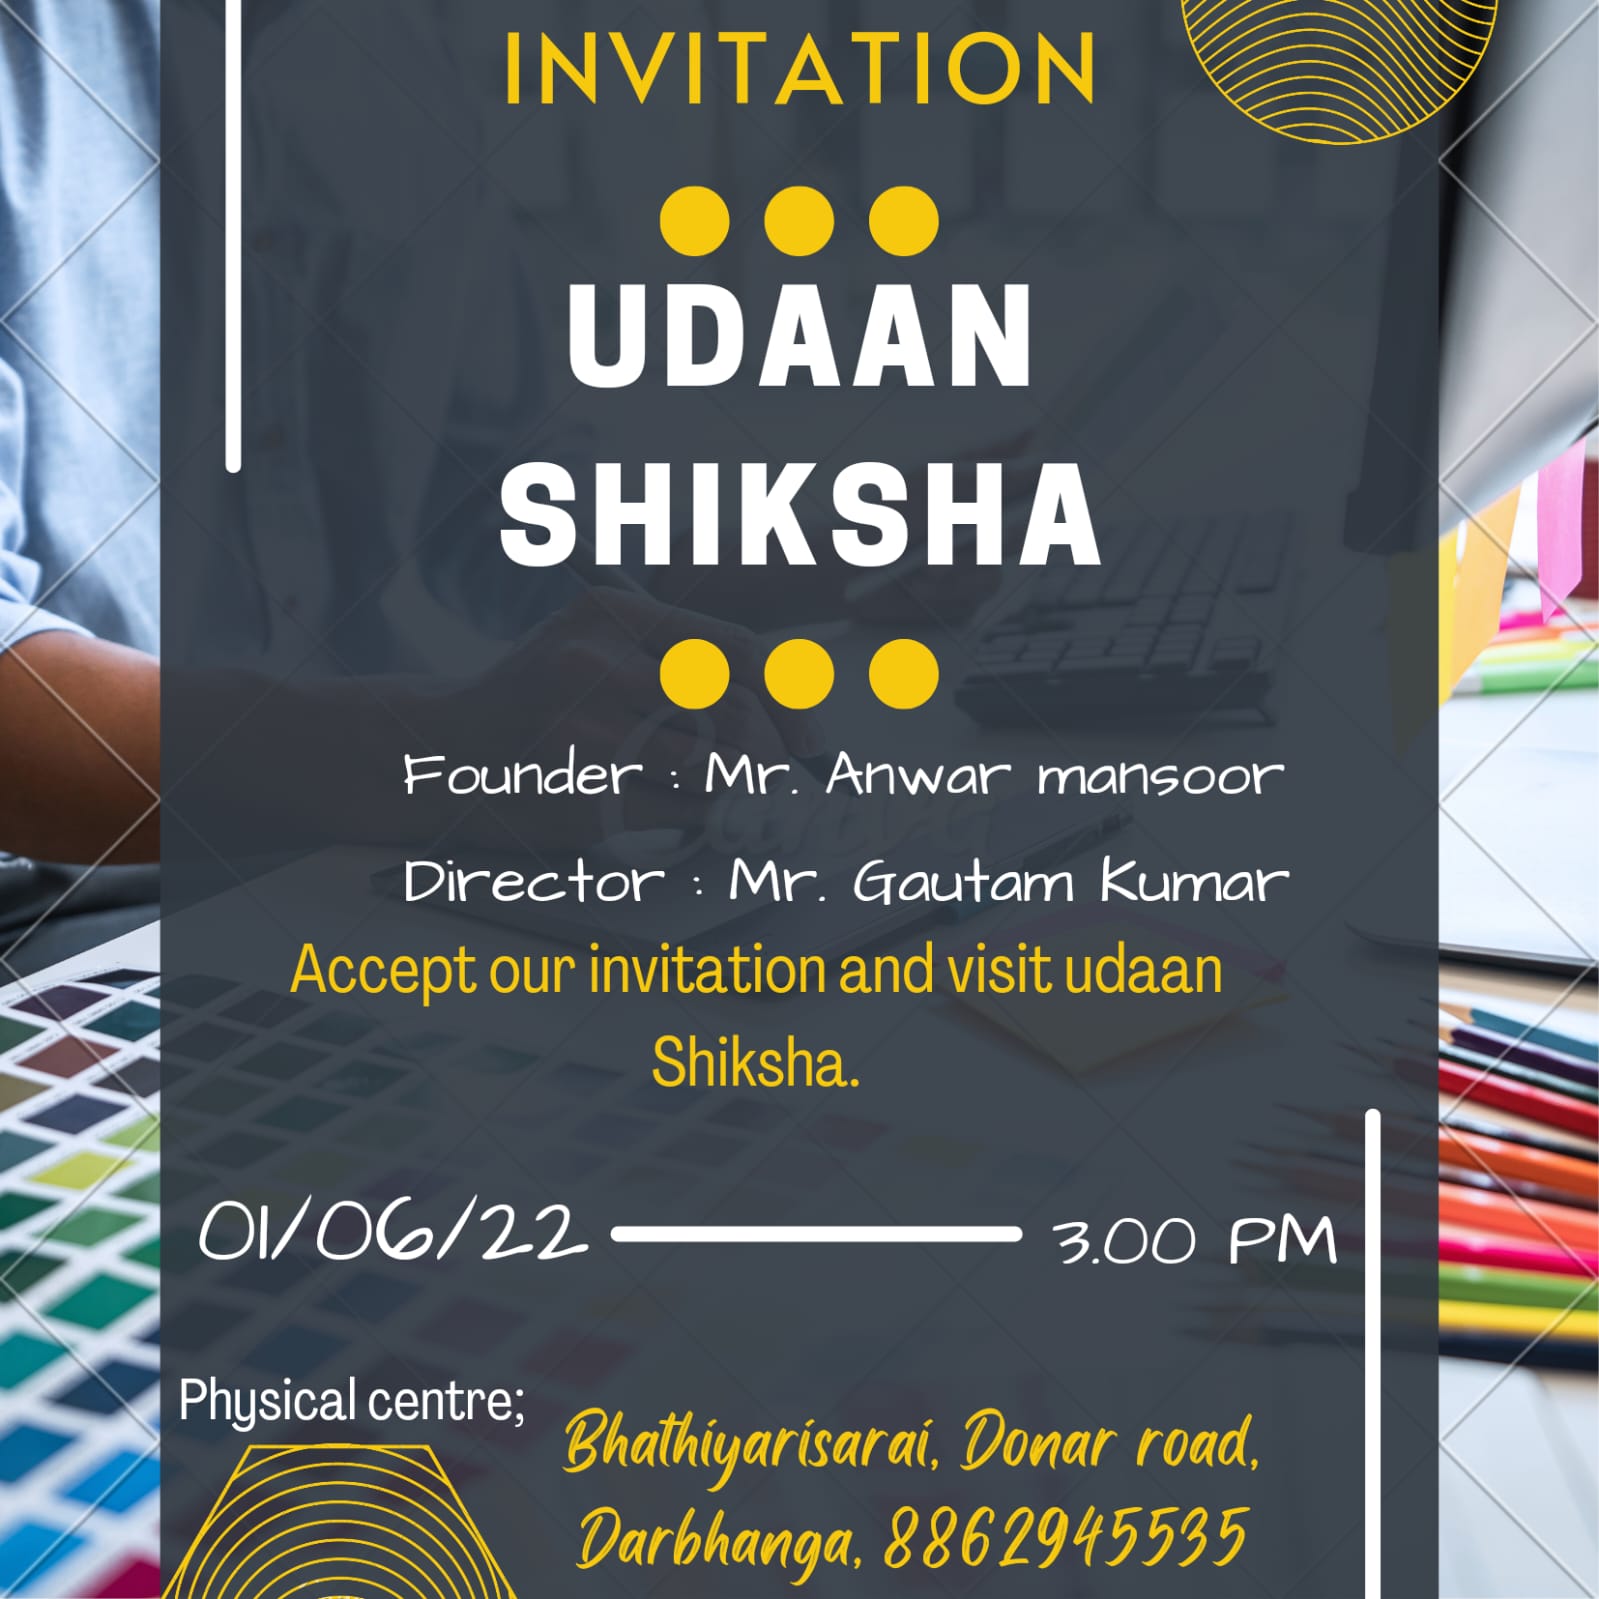 INVITATION
UDAAN
SHIKSHA
Founder : Mr. Anwar mansoor
Director : Mr. Gautam Kumar
Accept our invitation and visit udaan
Shiksha.
01/06/22 3.00 PM
Physical centre;
Bhathiyarisarai, Donar road,
Darbhanga, 8862945535
Canva